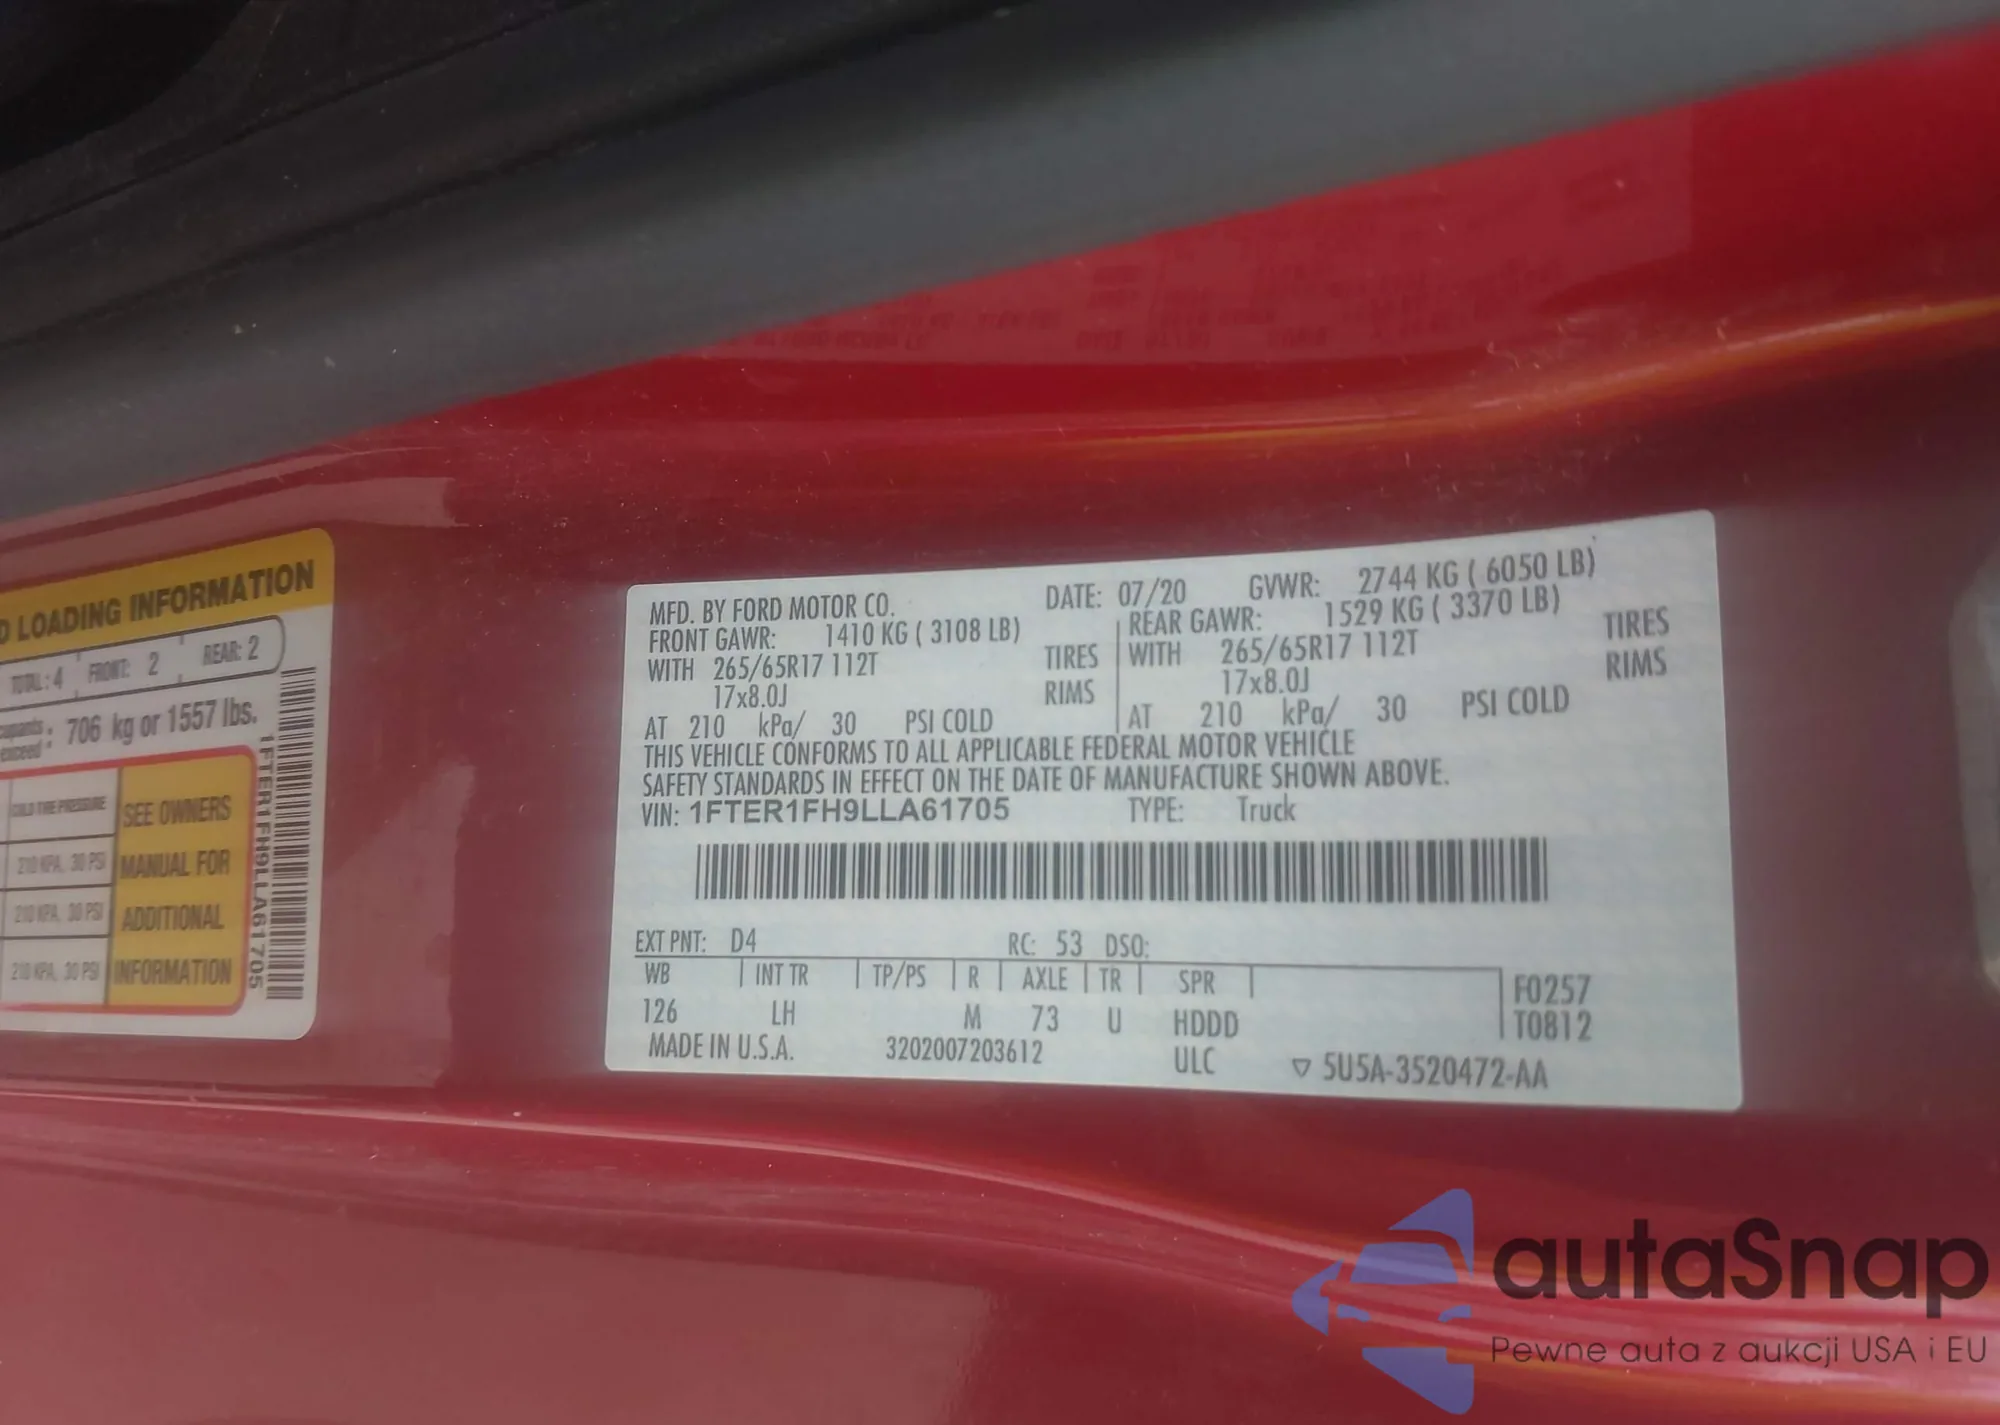 D LOADING INFORMATION
TOTAL: 4 FRONT: 2 REAR: 2
706 kg or 1557 lbs.
exceed:
COLD TIRE PRESSURE
SEE OWNERS
210 KPA, 30 PSI
MANUAL FOR
210 KPA, 30 PSI
ADDITIONAL
210 KPA, 30 PSI
INFORMATION
1FTER1FH9LLA61705
MFD. BY FORD MOTOR CO. DATE: 07/20 GVWR: 2744 KG ( 6050 LB)
FRONT GAWR: 1410 KG ( 3108 LB) REAR GAWR: 1529 KG ( 3370 LB)
WITH 265/65R17 112T TIRES WITH 265/65R17 112T TIRES
17x8.0J RIMS 17x8.0J RIMS
AT 210 kPa/ 30 PSI COLD AT 210 kPa/ 30 PSI COLD
THIS VEHICLE CONFORMS TO ALL APPLICABLE FEDERAL MOTOR VEHICLE
SAFETY STANDARDS IN EFFECT ON THE DATE OF MANUFACTURE SHOWN ABOVE.
VIN: 1FTER1FH9LLA61705 TYPE: Truck
EXT PNT: D4 RC: 53 DSO:
WB INT TR TP/PS R AXLE TR SPR F0257
126 LH M 73 U HDDD T0812
MADE IN U.S.A. 3202007203612 ULC ▽ 5U5A-3520472-AA
autaSnap
Pewne auta z aukcji USA i EU